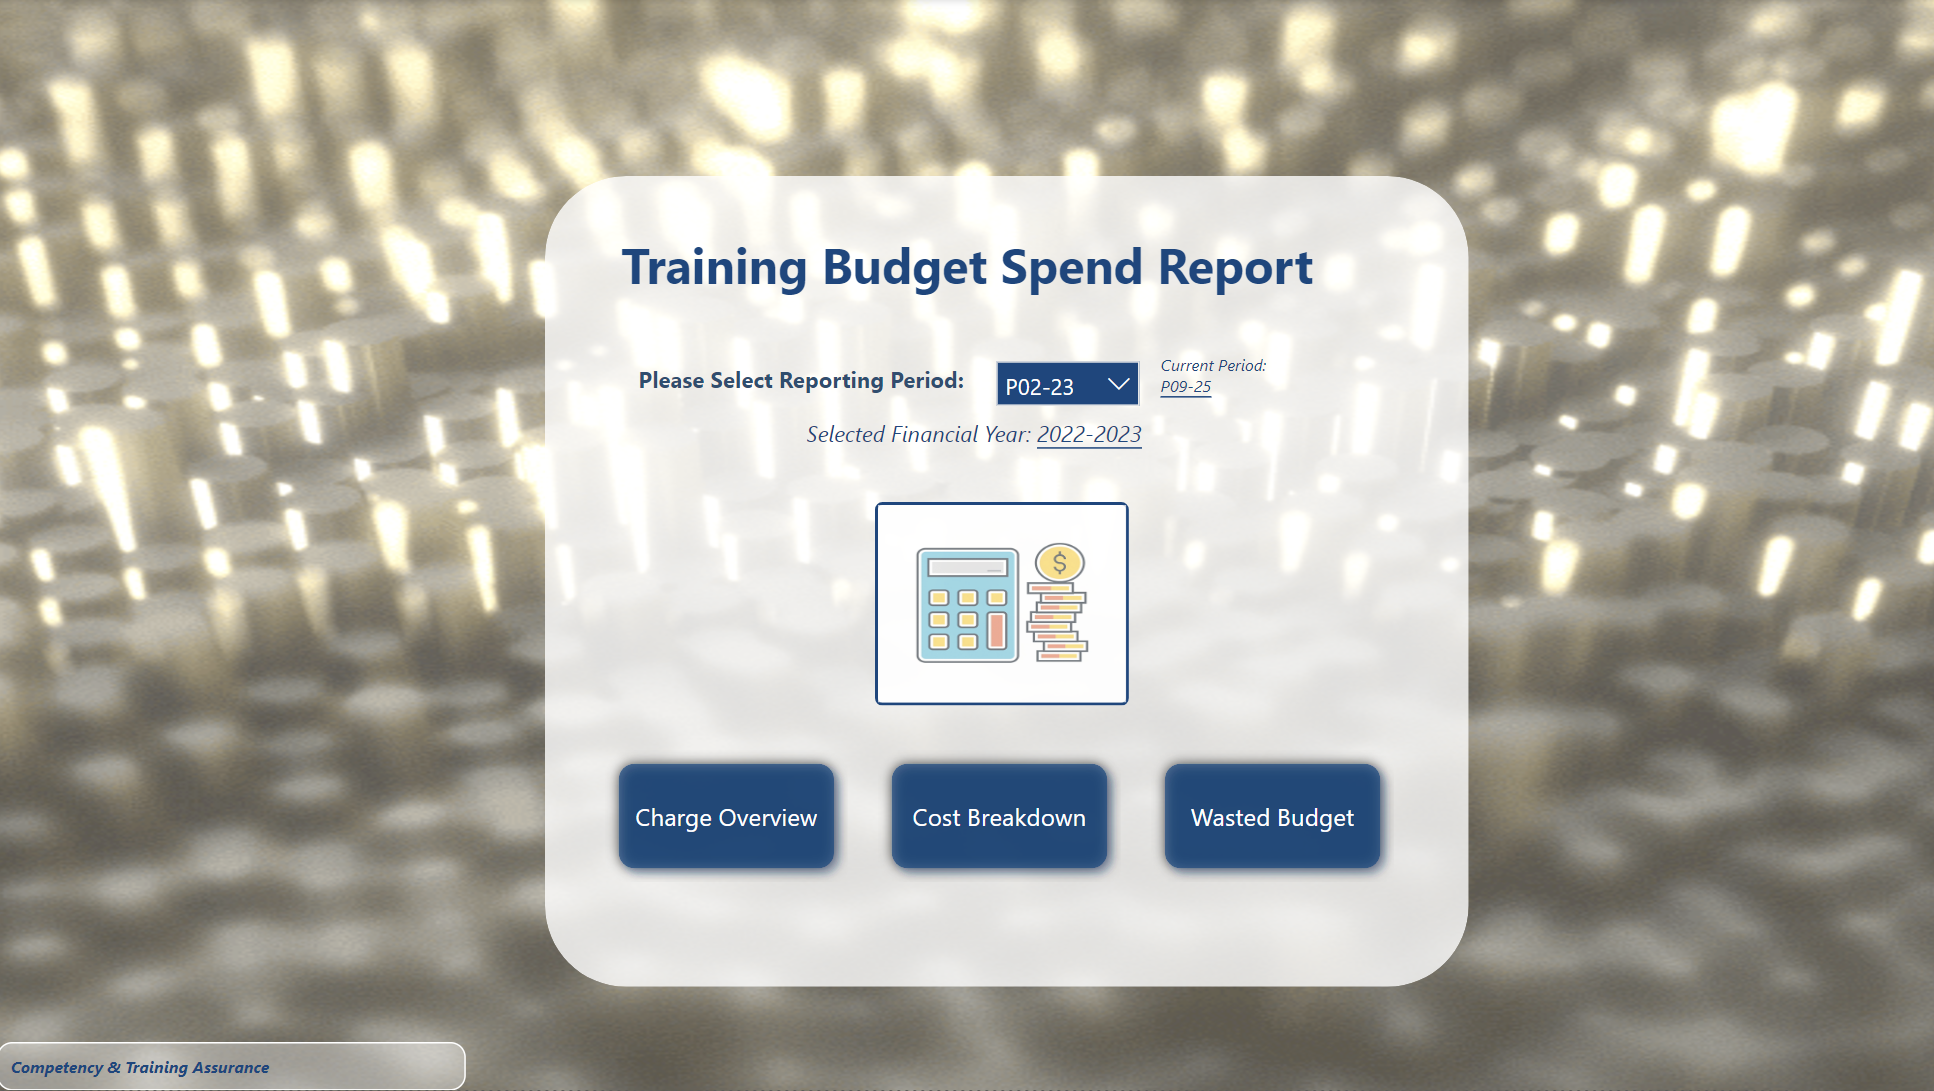 Training Budget Spend Report
Please Select Reporting Period:
P02-23
Current Period:
P09-25
Selected Financial Year: 2022-2023
$
Charge Overview
Cost Breakdown
Wasted Budget
Competency & Training Assurance